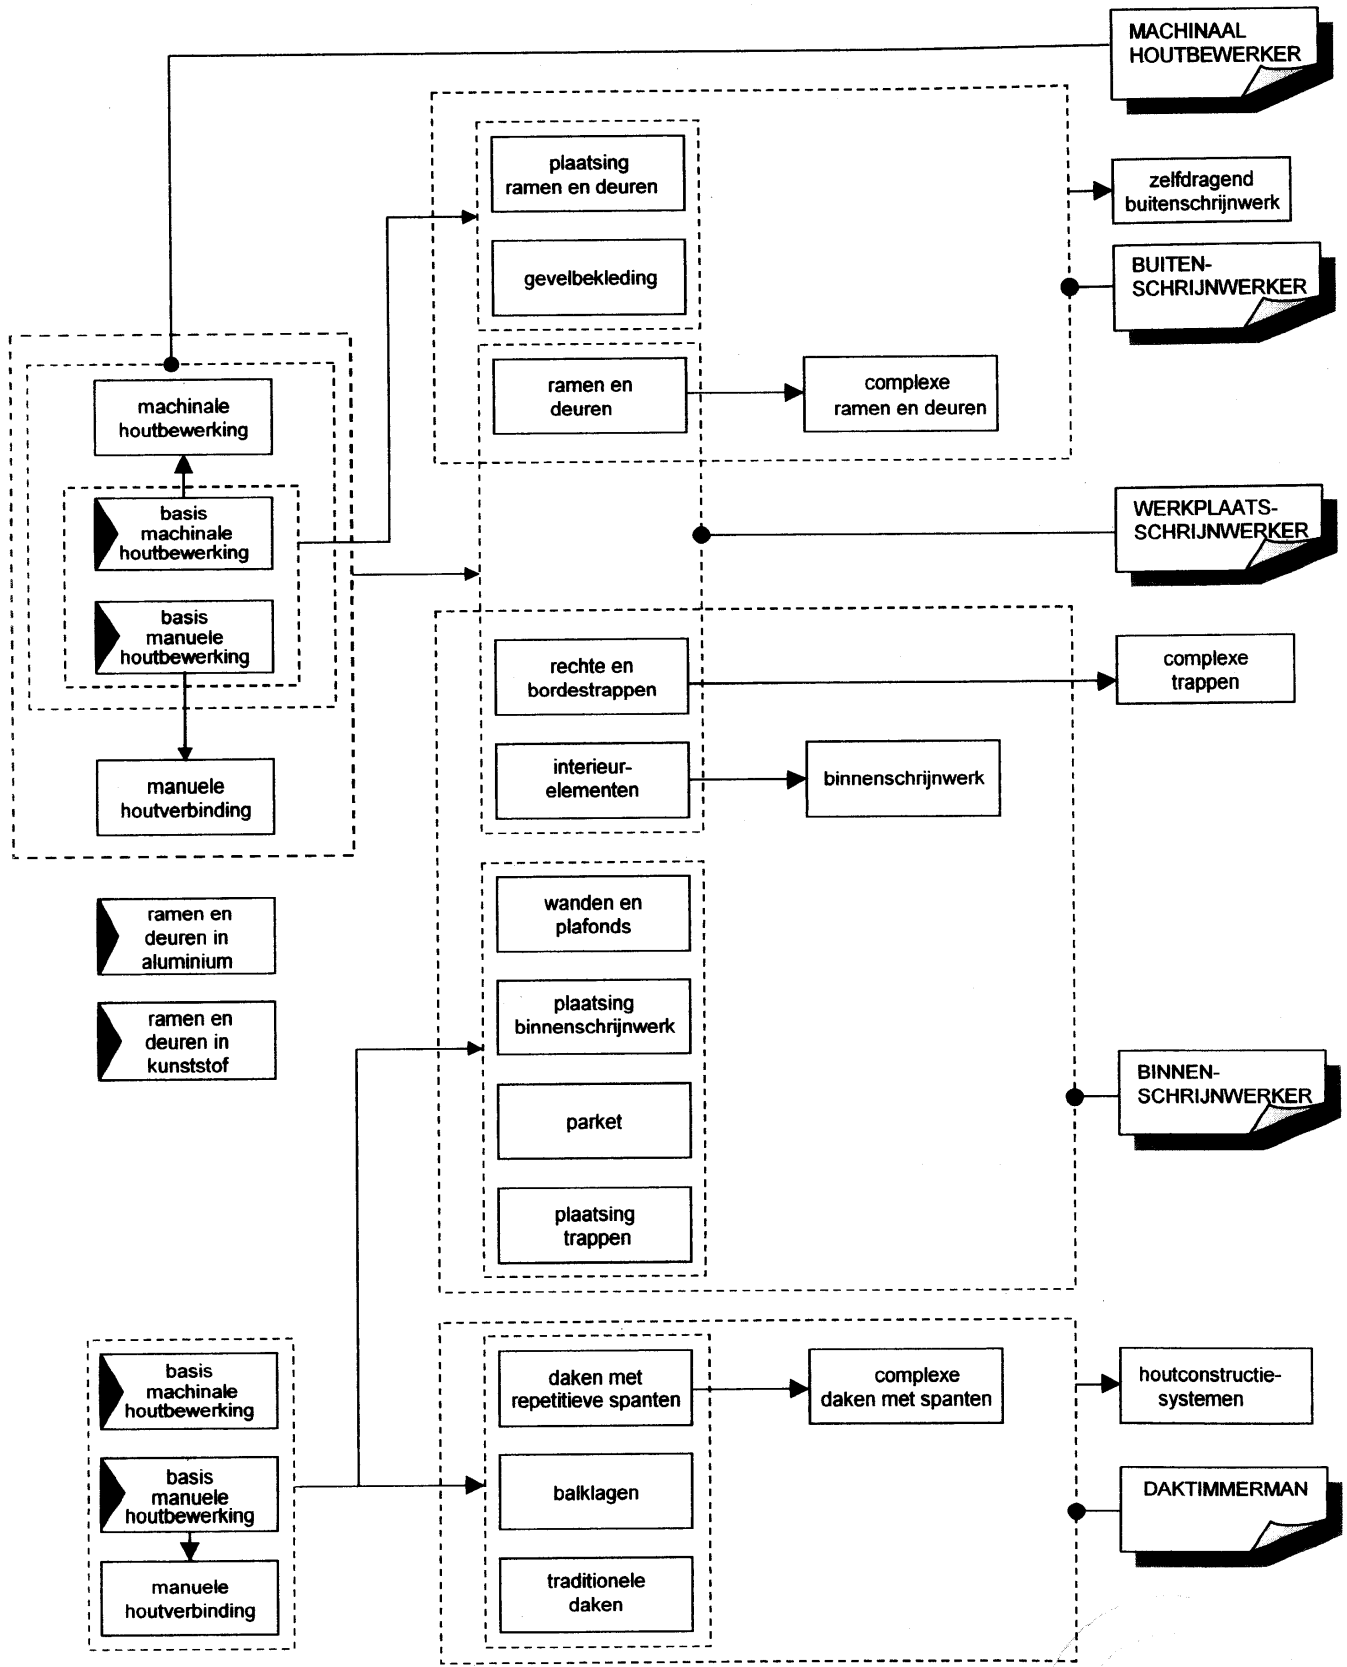 MACHINAAL
HOUTBEWERKER
plaatsing
ramen en deuren
zelfdragend
buitenschrijnwerk
gevelbekleding
BUITEN-
SCHRIJNWERKER
ramen en
deuren
complexe
ramen en deuren
machinale
houtbewerking
basis
machinale
houtbewerking
WERKPLAATS-
SCHRIJNWERKER
basis
manuele
houtbewerking
rechte en
bordestrappen
complexe
trappen
manuele
houtverbinding
interieur-
elementen
binnenschrijnwerk
ramen en
deuren in
aluminium
wanden en
plafonds
ramen en
deuren in
kunststof
plaatsing
binnenschrijnwerk
parket
BINNEN-
SCHRIJNWERKER
plaatsing
trappen
basis
machinale
houtbewerking
daken met
repetitieve spanten
complexe
daken met spanten
houtconstructie-
systemen
basis
manuele
houtbewerking
balklagen
DAKTIMMERMAN
manuele
houtverbinding
traditionele
daken